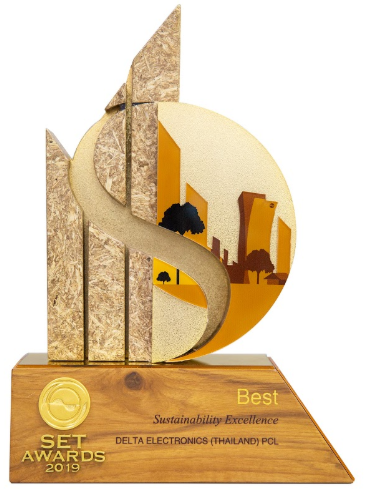 Best
Sustainability Excellence
DELTA ELECTRONICS (THAILAND) PCL
SET
AWARDS
2019